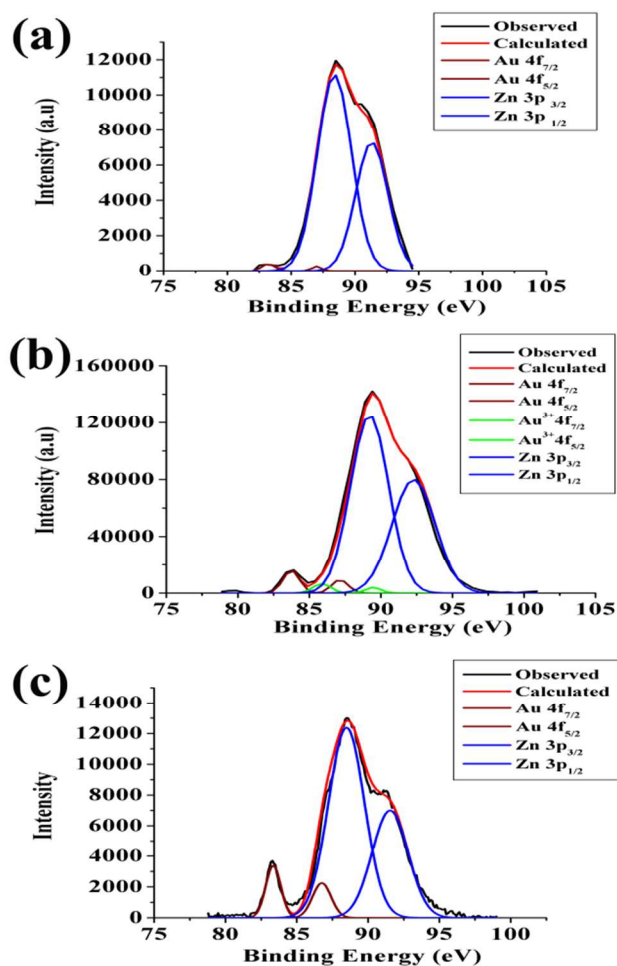 (a)
Observed
Calculated
Au 4f7/2
Au 4f5/2
Zn 3p 3/2
Zn 3p 1/2
12000
10000
8000
6000
4000
2000
0
Intensity (a.u)
75 80 85 90 95 100 105
Binding Energy (eV)
(b)
Observed
Calculated
Au 4f7/2
Au 4f5/2
Au3+ 4f7/2
Au3+ 4f5/2
Zn 3p3/2
Zn 3p1/2
160000
120000
80000
40000
0
Intensity (a.u)
75 80 85 90 95 100 105
Binding Energy (eV)
(c)
Observed
Calculated
Au 4f7/2
Au 4f5/2
Zn 3p3/2
Zn 3p1/2
14000
12000
10000
8000
6000
4000
2000
0
Intensity
75 80 85 90 95 100
Binding Energy (eV)